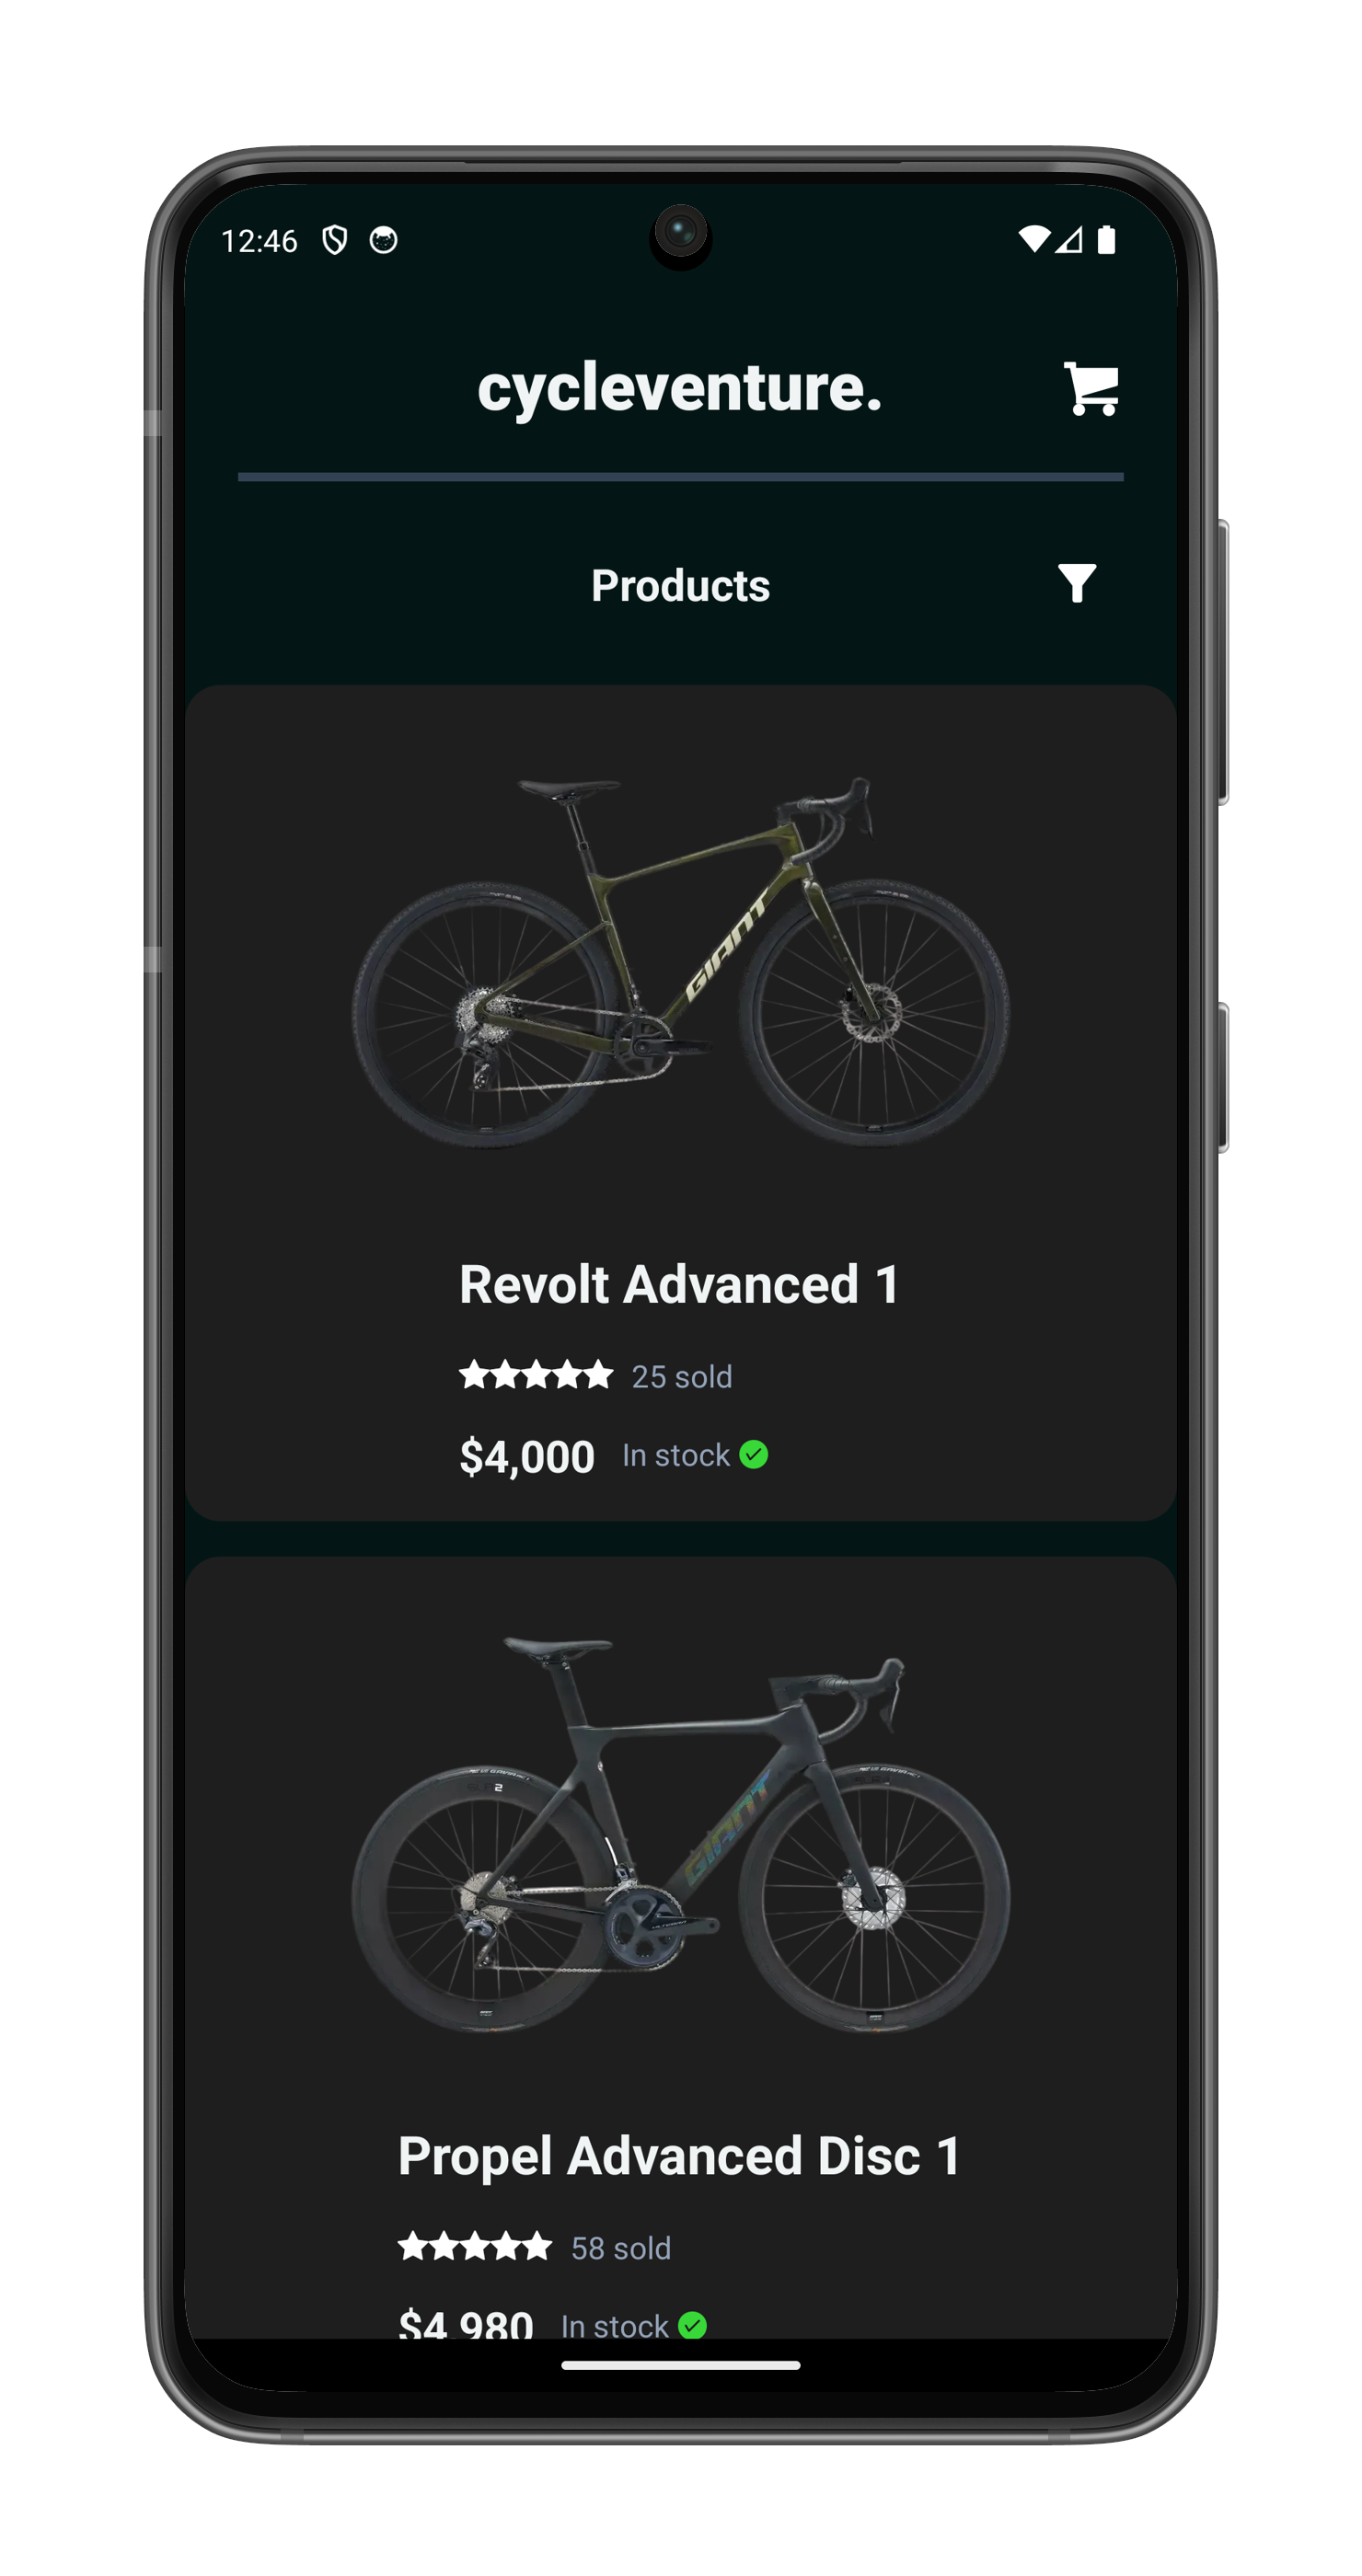 12:46
cycleventure.
Products
GIANT
Revolt Advanced 1
25 sold
$4,000 In stock
GIANT
Propel Advanced Disc 1
58 sold
$4,980 In stock